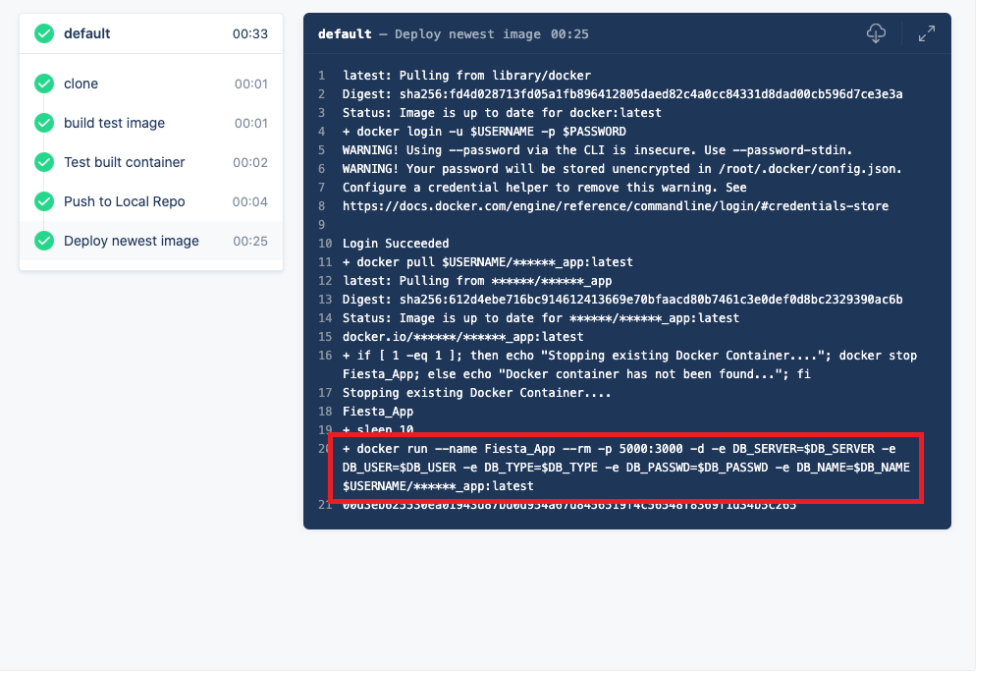 default 00:33
clone 00:01
build test image 00:01
Test built container 00:02
Push to Local Repo 00:04
Deploy newest image 00:25
default — Deploy newest image 00:25
1 latest: Pulling from library/docker
2 Digest: sha256:fd4d028713fd05a1fb896412805daed82c4a0cc84331d8dad00cb596d7ce3e3a
3 Status: Image is up to date for docker:latest
4 + docker login -u $USERNAME -p $PASSWORD
5 WARNING! Using --password via the CLI is insecure. Use --password-stdin.
6 WARNING! Your password will be stored unencrypted in /root/.docker/config.json.
7 Configure a credential helper to remove this warning. See
8 https://docs.docker.com/engine/reference/commandline/login/#credentials-store
9
10 Login Succeeded
11 + docker pull $USERNAME/******_app:latest
12 latest: Pulling from ******/******_app
13 Digest: sha256:612d4ebe716bc914612413669e70bfaacd80b7461c3e0def0d8bc2329390ac6b
14 Status: Image is up to date for ******/******_app:latest
15 docker.io/******/******_app:latest
16 + if [ 1 -eq 1 ]; then echo "Stopping existing Docker Container...."; docker stop
Fiesta_App; else echo "Docker container has not been found..."; fi
17 Stopping existing Docker Container....
18 Fiesta_App
19 + sleep 10
20 + docker run --name Fiesta_App --rm -p 5000:3000 -d -e DB_SERVER=$DB_SERVER -e
DB_USER=$DB_USER -e DB_TYPE=$DB_TYPE -e DB_PASSWD=$DB_PASSWD -e DB_NAME=$DB_NAME
$USERNAME/******_app:latest
21